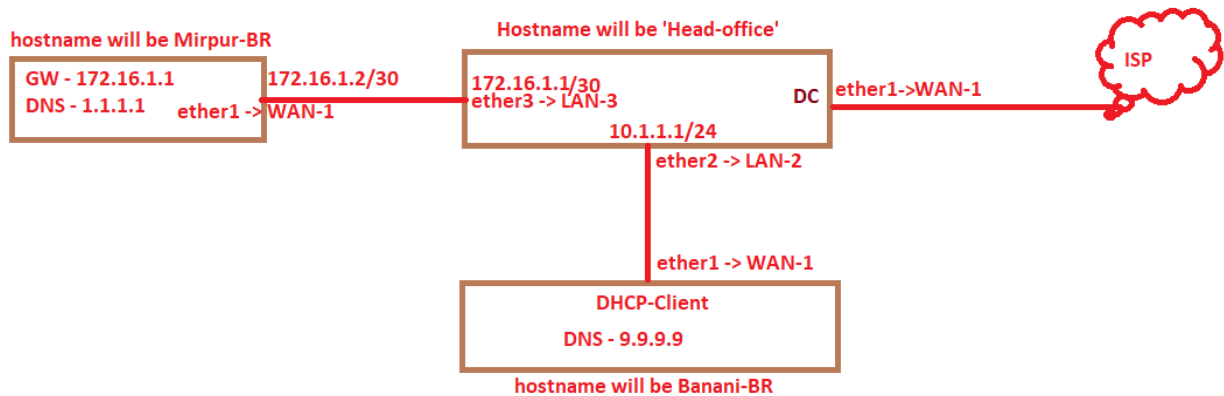 hostname will be Mirpur-BR
GW - 172.16.1.1
DNS - 1.1.1.1
ether1 -> WAN-1
172.16.1.2/30
Hostname will be 'Head-office'
172.16.1.1/30
ether3 -> LAN-3
DC
10.1.1.1/24
ether2 -> LAN-2
ether1->WAN-1
ISP
ether1 -> WAN-1
DHCP-Client
DNS - 9.9.9.9
hostname will be Banani-BR